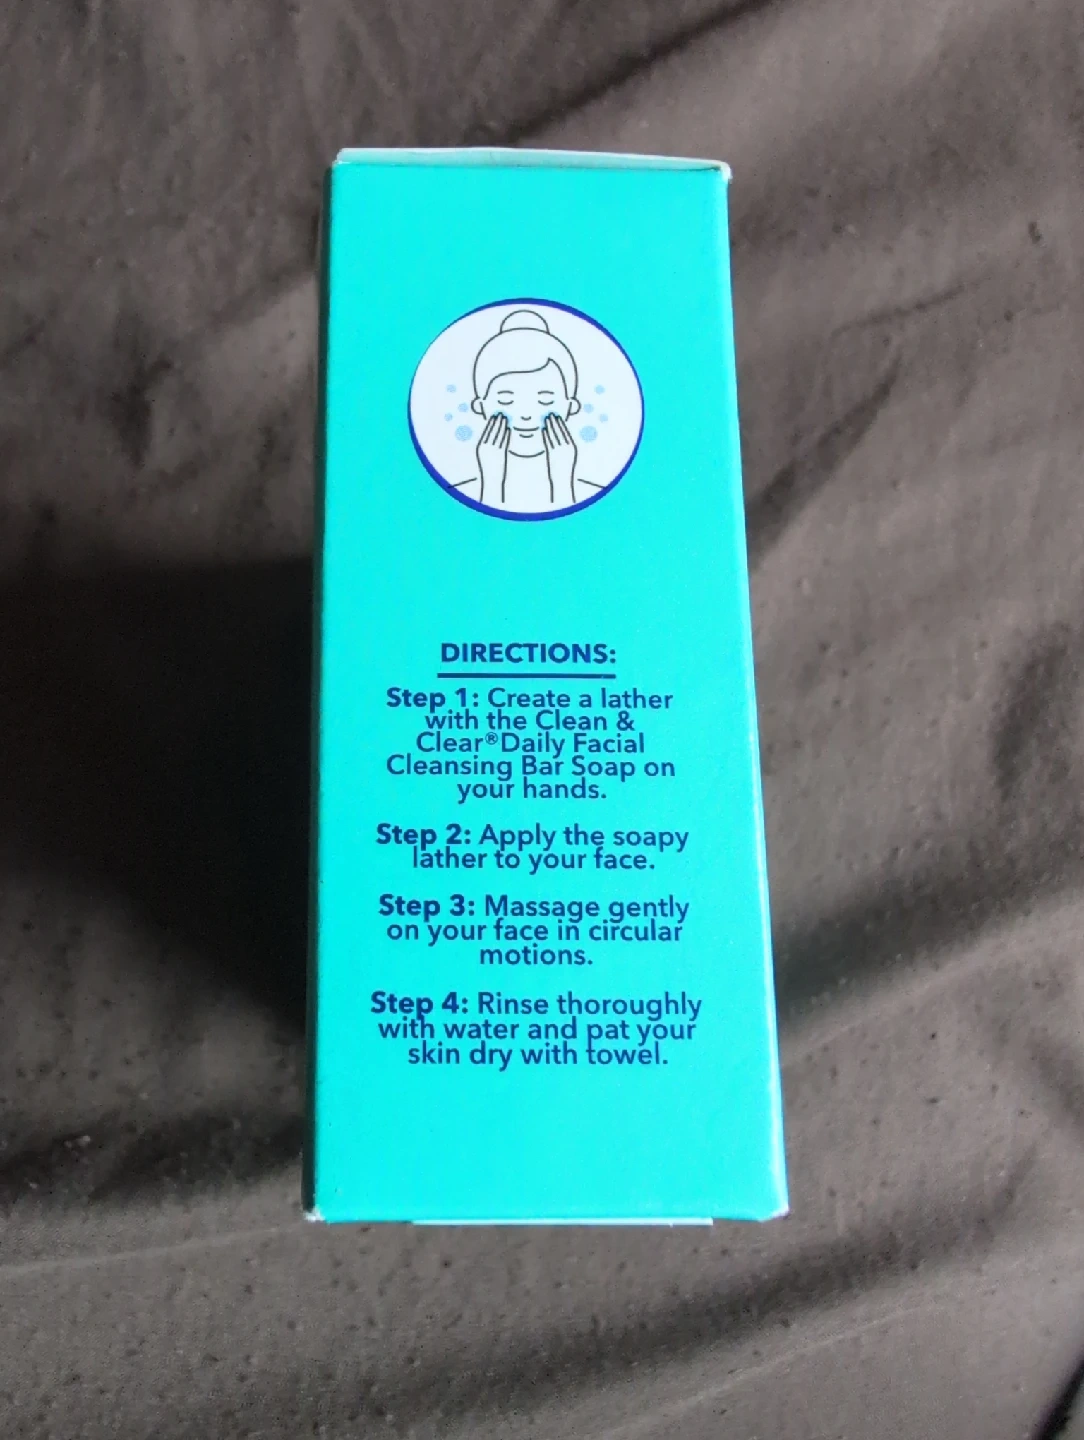 DIRECTIONS:
Step 1: Create a lather
with the Clean &
Clear®Daily Facial
Cleansing Bar Soap on
your hands.
Step 2: Apply the soapy
lather to your face.
Step 3: Massage gently
on your face in circular
motions.
Step 4: Rinse thoroughly
with water and pat your
skin dry with towel.